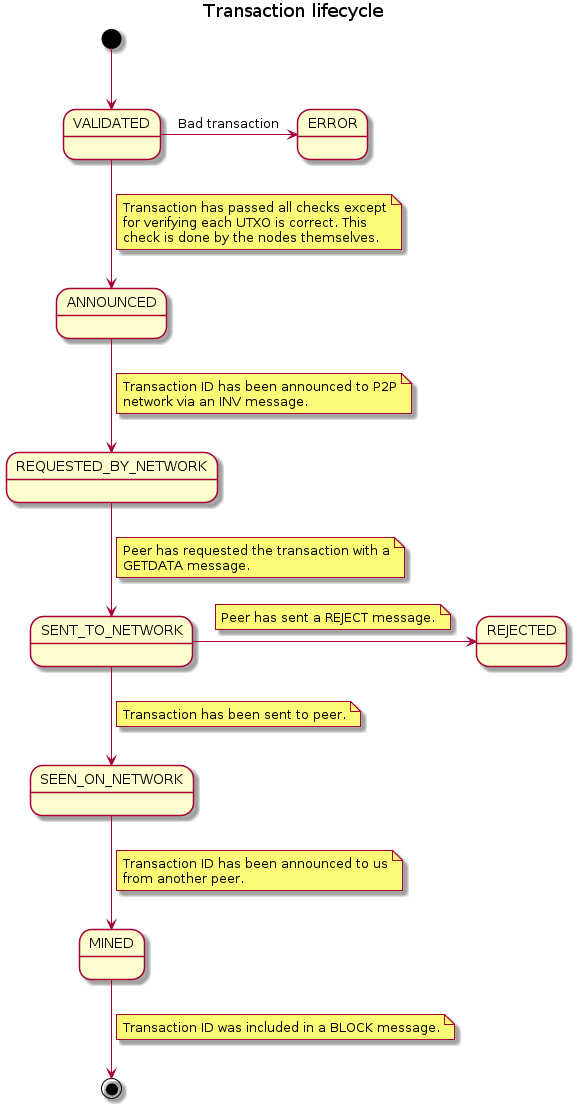 Transaction lifecycle
VALIDATED
Bad transaction
ERROR
Transaction has passed all checks except
for verifying each UTXO is correct. This
check is done by the nodes themselves.
ANNOUNCED
Transaction ID has been announced to P2P
network via an INV message.
REQUESTED_BY_NETWORK
Peer has requested the transaction with a
GETDATA message.
SENT_TO_NETWORK
Peer has sent a REJECT message.
REJECTED
Transaction has been sent to peer.
SEEN_ON_NETWORK
Transaction ID has been announced to us
from another peer.
MINED
Transaction ID was included in a BLOCK message.